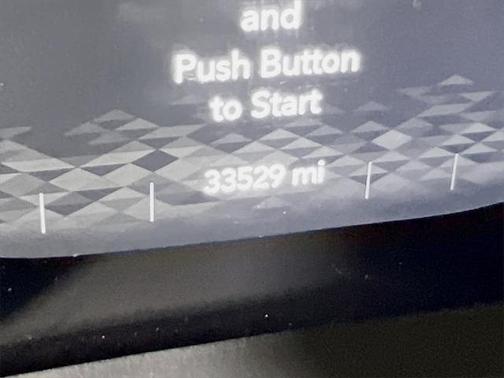 and
Push Button
to Start
33529 mi